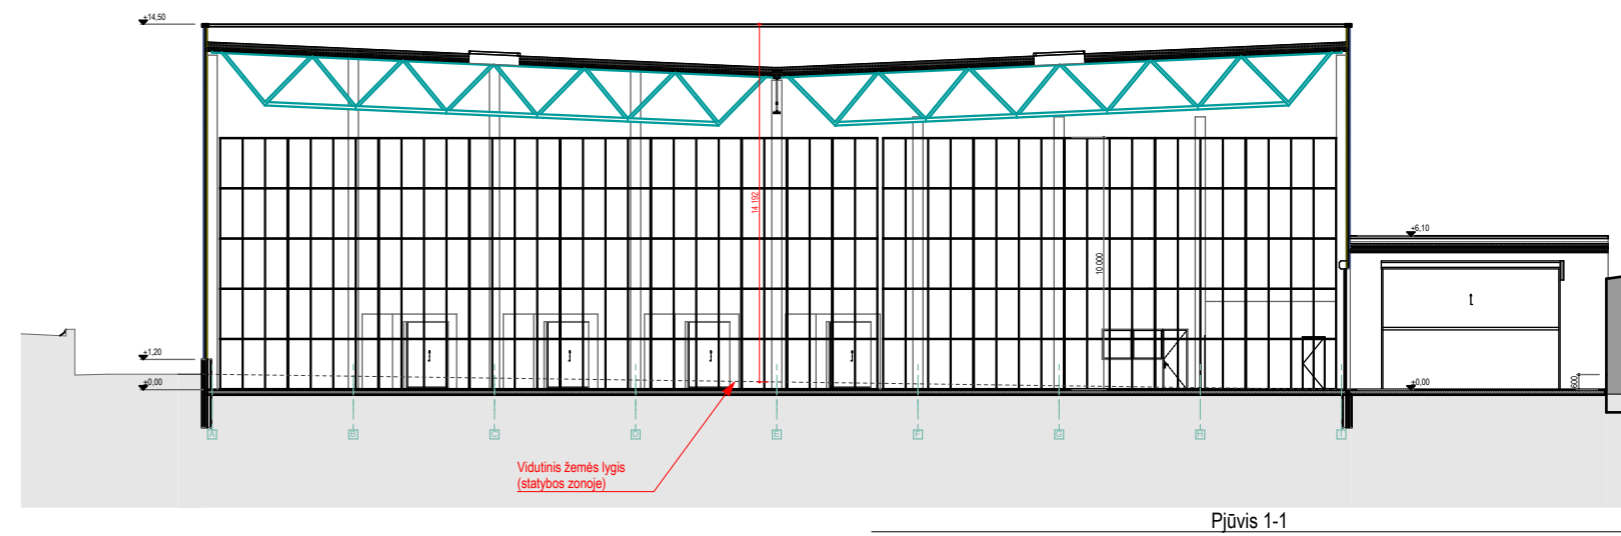 +14,50
14.192
+6,10
10.000
+1,20
±0,00
±0,00
600
A B C D E F G H I
Vidutinis žemės lygis
(statybos zonoje)
Pjūvis 1-1